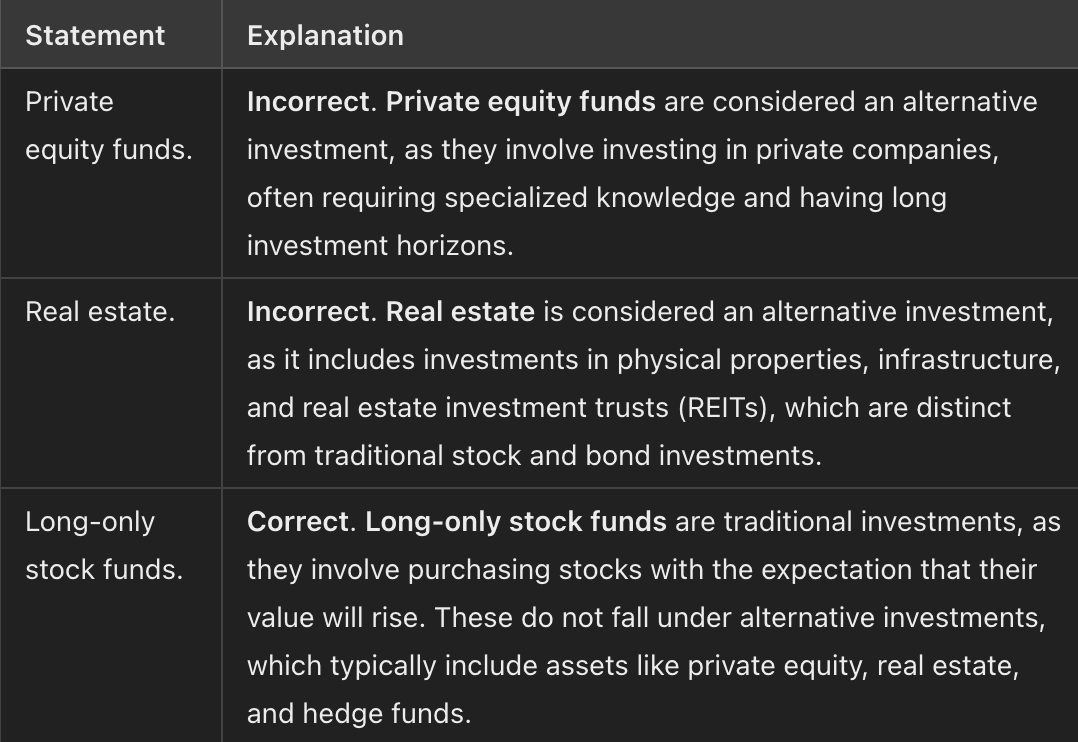 Statement
Explanation
Private
equity funds.
Incorrect. Private equity funds are considered an alternative
investment, as they involve investing in private companies,
often requiring specialized knowledge and having long
investment horizons.
Real estate.
Incorrect. Real estate is considered an alternative investment,
as it includes investments in physical properties, infrastructure,
and real estate investment trusts (REITs), which are distinct
from traditional stock and bond investments.
Long-only
stock funds.
Correct. Long-only stock funds are traditional investments, as
they involve purchasing stocks with the expectation that their
value will rise. These do not fall under alternative investments,
which typically include assets like private equity, real estate,
and hedge funds.